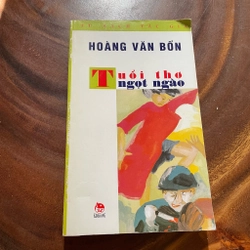 HOÀNG VĂN BỔN
Tuổi thơ
ngọt ngào